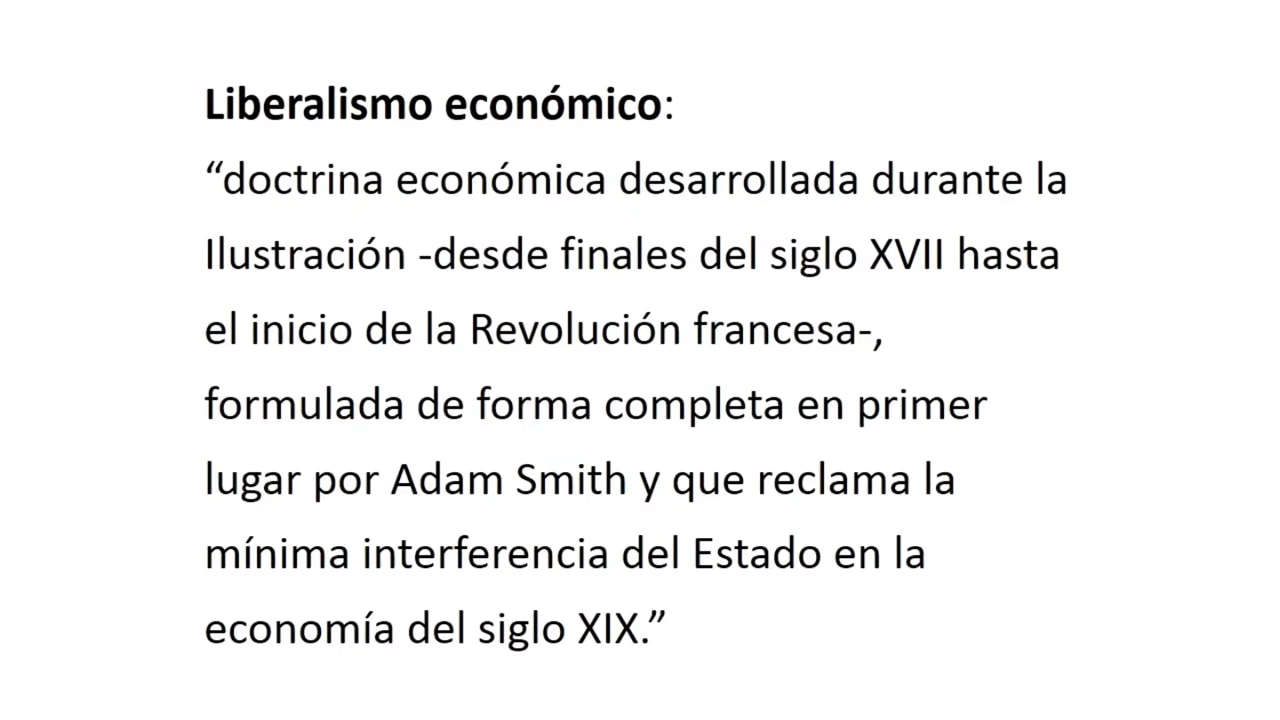 Liberalismo económico:
“doctrina económica desarrollada durante la
Ilustración -desde finales del siglo XVII hasta
el inicio de la Revolución francesa-,
formulada de forma completa en primer
lugar por Adam Smith y que reclama la
mínima interferencia del Estado en la
economía del siglo XIX.”